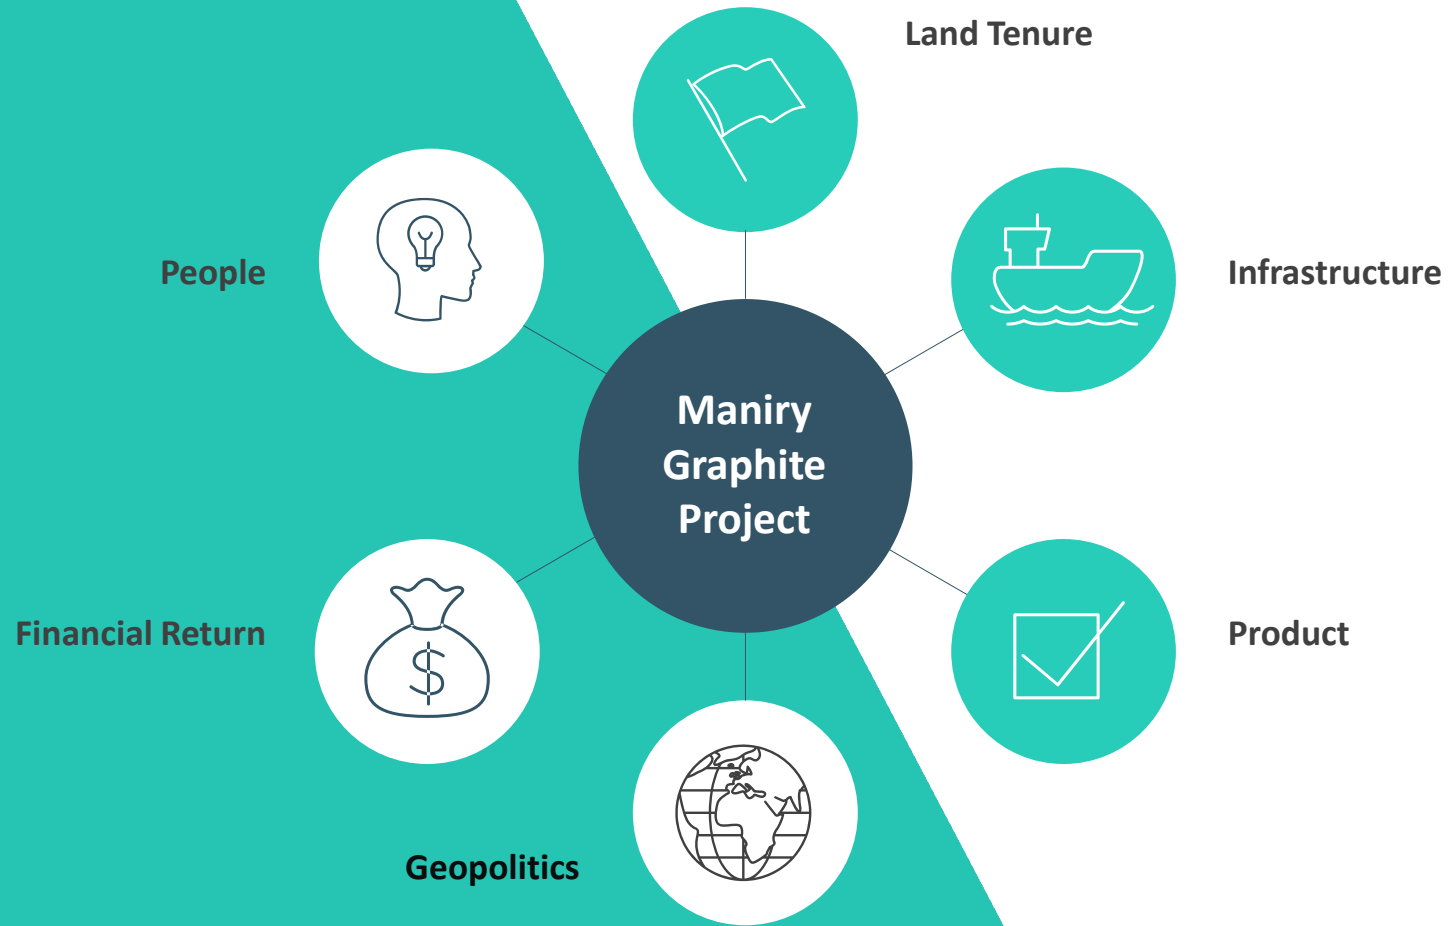 Land Tenure
People
Infrastructure
Maniry
Graphite
Project
Financial Return
Product
Geopolitics
$